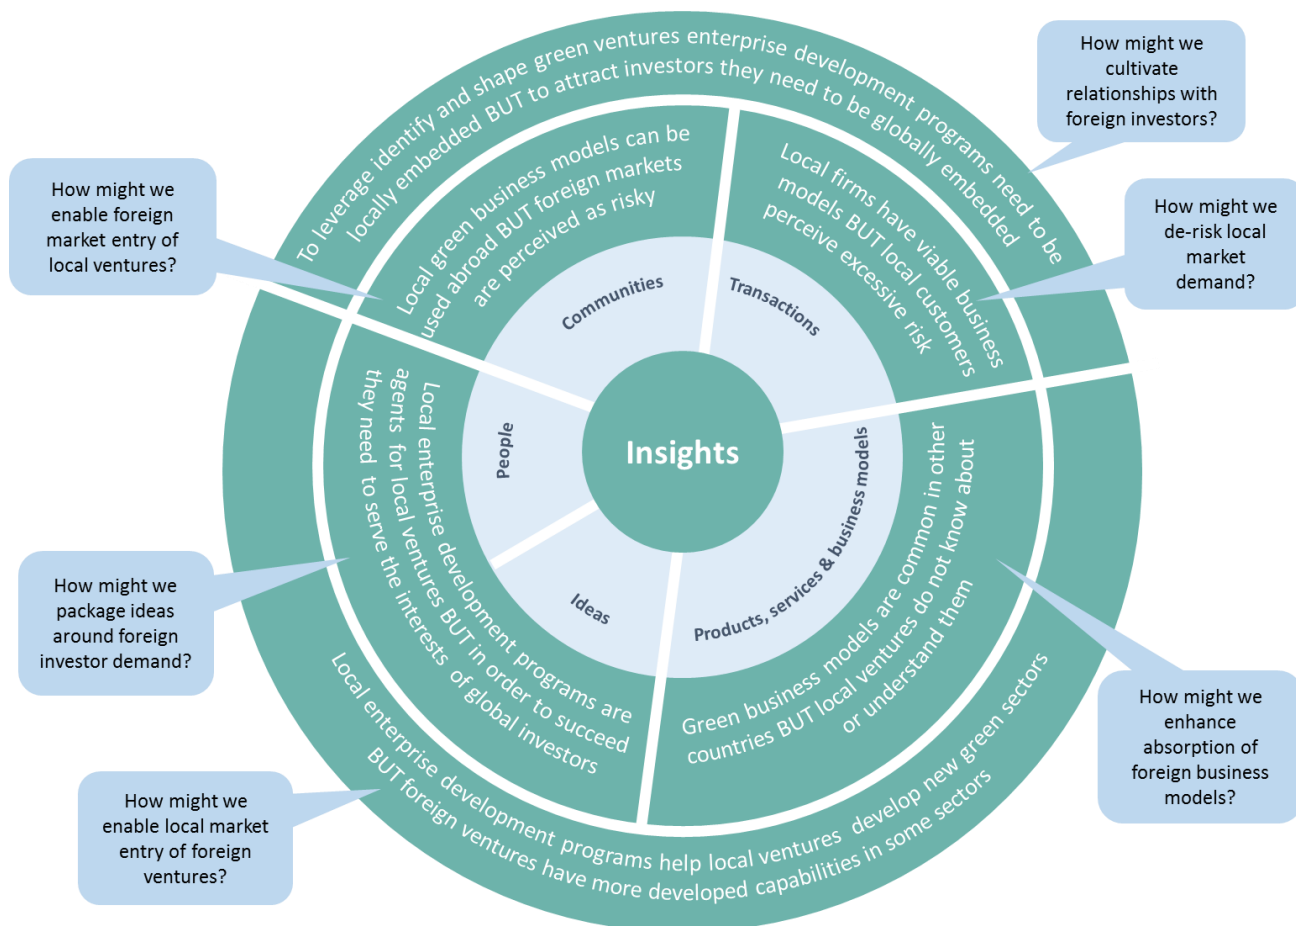 To leverage identify and shape green ventures enterprise development programs need to be
locally embedded BUT to attract investors they need to be globally embedded
How might we
cultivate
relationships with
foreign investors?
How might we
enable foreign
market entry of
local ventures?
Local green business models can be
used abroad BUT foreign markets
are perceived as risky
Local firms have viable business
models BUT local customers
perceive excessive risk
How might we
de-risk local
market
demand?
Communities
Transactions
People
Insights
Ideas
Products, services & business models
Local enterprise development programs are
agents for local ventures BUT in order to succeed
they need to serve the interests of global investors
Green business models are common in other
countries BUT local ventures do not know about
or understand them
How might we
package ideas
around foreign
investor demand?
How might we
enhance
absorption of
foreign business
models?
How might we
enable local market
entry of foreign
ventures?
Local enterprise development programs help local ventures develop new green sectors
BUT foreign ventures have more developed capabilities in some sectors